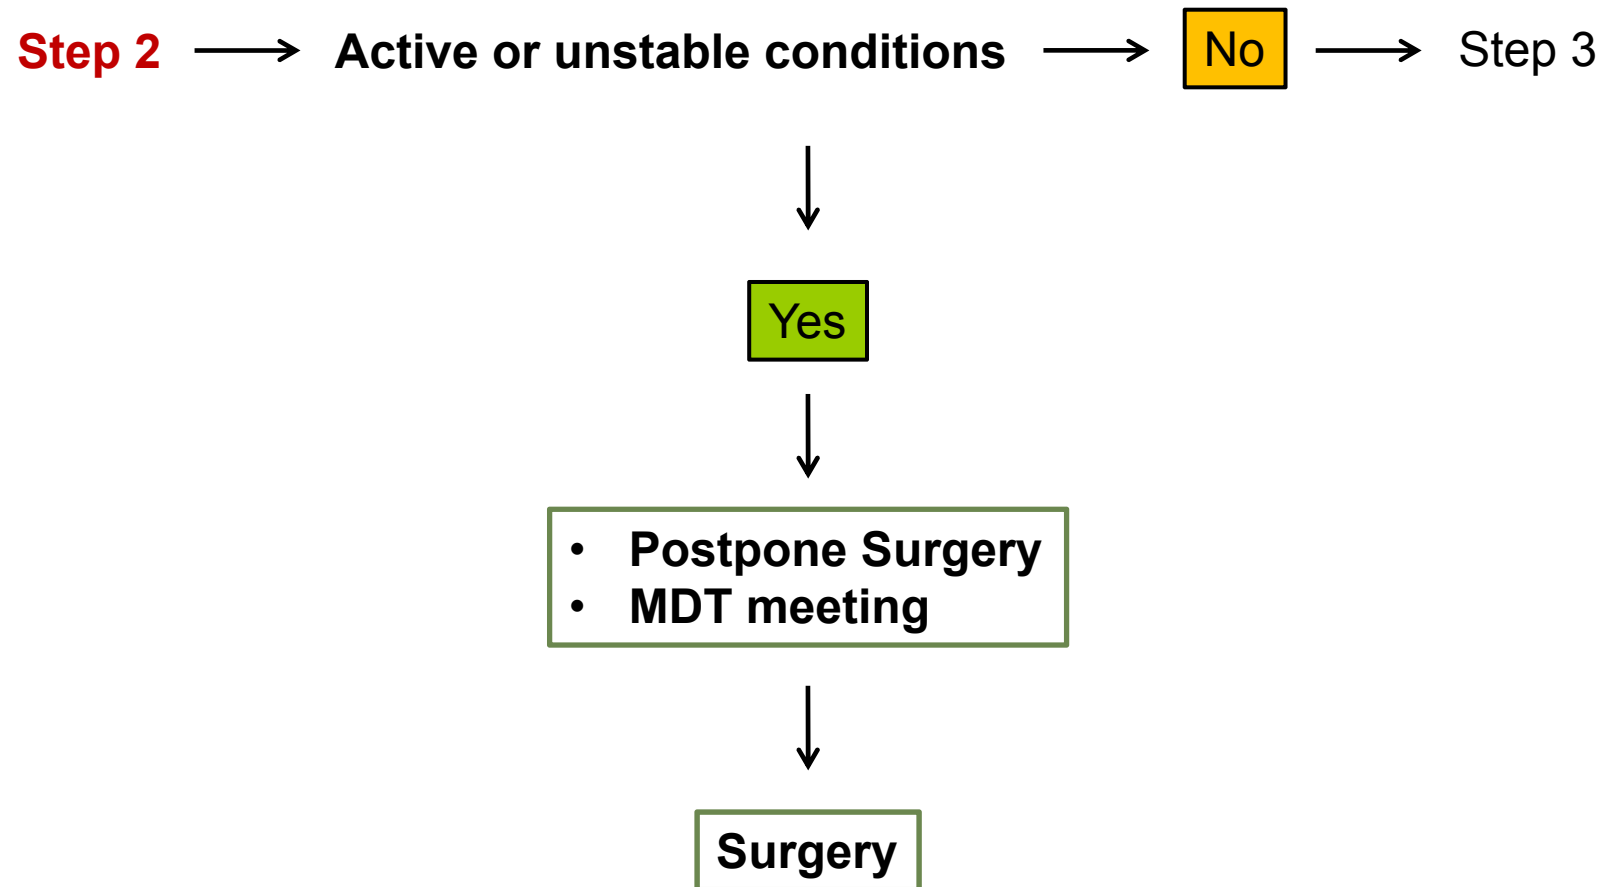 Step 2 Active or unstable conditions No Step 3
Yes
• Postpone Surgery
• MDT meeting
Surgery